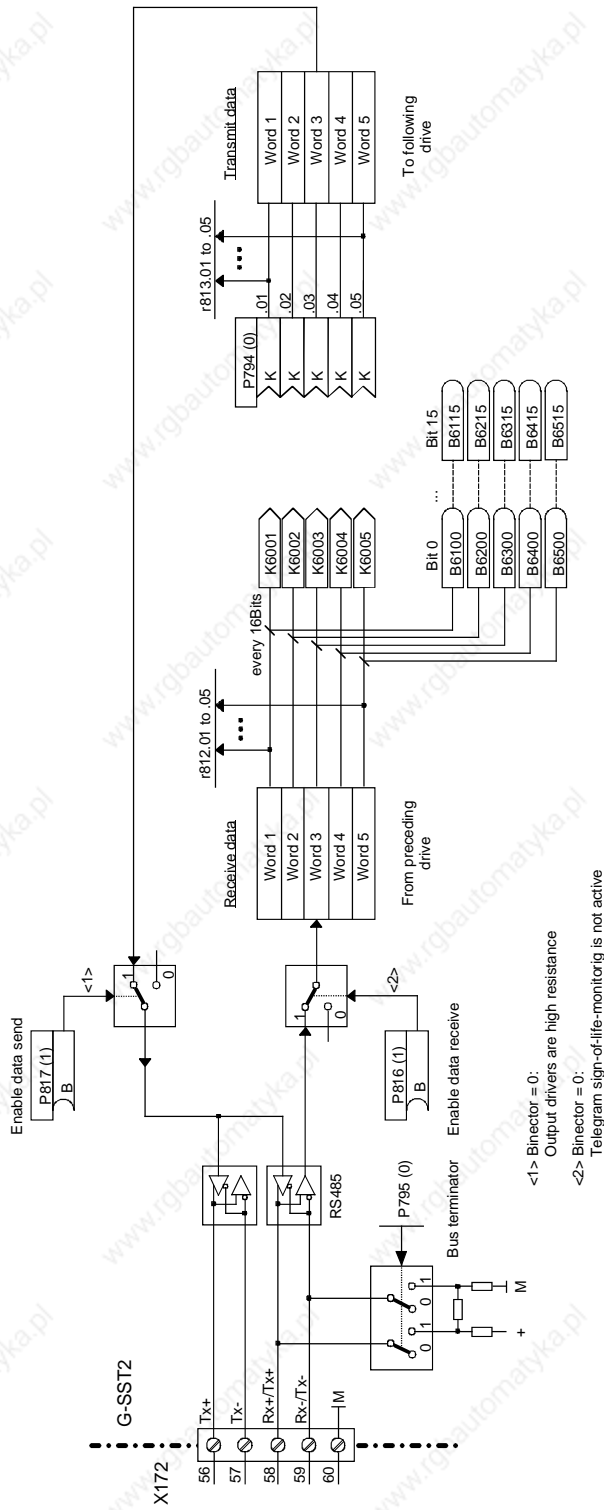 G-SST2
X172
56
Tx+
57
Tx-
58
Rx+/Tx+
59
Rx-/Tx-
60
M
Enable data send
P817 (1)
B
<1>
1
0
RS485
P816 (1)
B
<2>
1
0
Enable data receive
P795 (0)
Bus terminator
0 1 0 1
+
M
<1> Binector = 0:
Output drivers are high resistance
<2> Binector = 0:
Telegram sign-of-life-monitorig is not active
Receive data
Word 1
Word 2
Word 3
Word 4
Word 5
From preceding
drive
r812.01 to .05
every 16Bits
K6001
K6002
K6003
K6004
K6005
Bit 0 ... Bit 15
B6100 B6115
B6200 B6215
B6300 B6315
B6400 B6415
B6500 B6515
P794 (0)
K .01
K .02
K .03
K .04
K .05
r813.01 to .05
Transmit data
Word 1
Word 2
Word 3
Word 4
Word 5
To following
drive
www.rgbautomatyka.pl